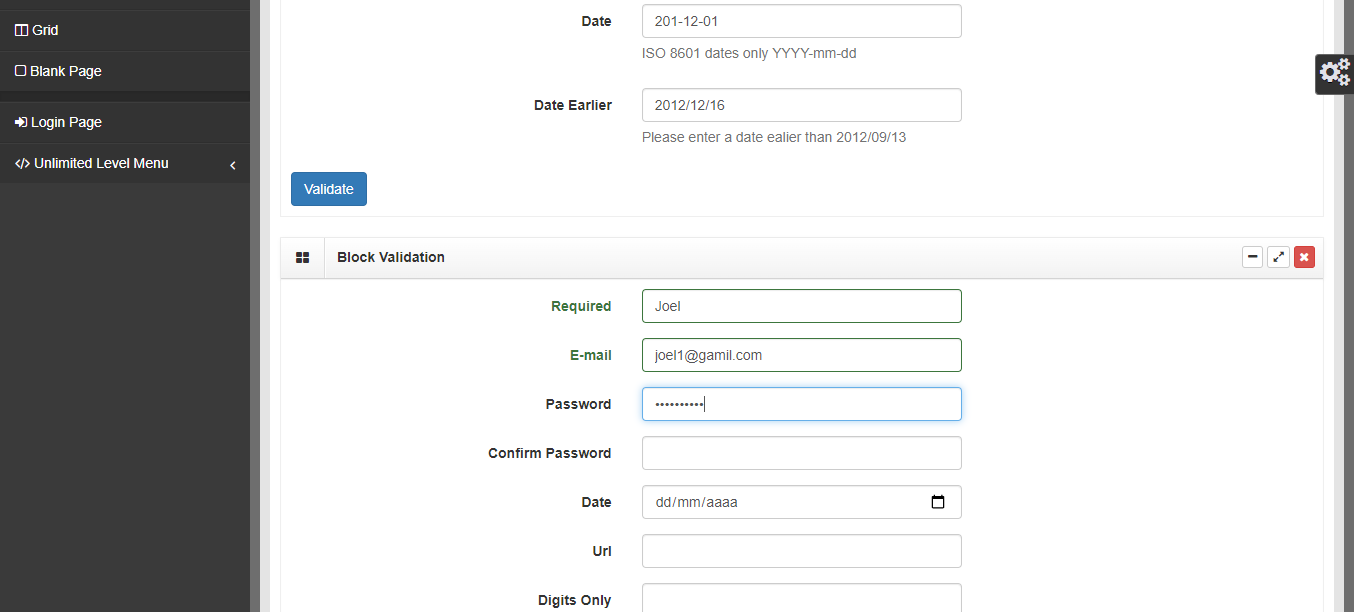 Grid
Blank Page
Login Page
Unlimited Level Menu
Date
201-12-01
ISO 8601 dates only YYYY-mm-dd
Date Earlier
2012/12/16
Please enter a date ealier than 2012/09/13
Validate
Block Validation
Required
Joel
E-mail
joel1@gamil.com
Password
••••••••••
Confirm Password
Date
dd/mm/aaaa
Url
Digits Only